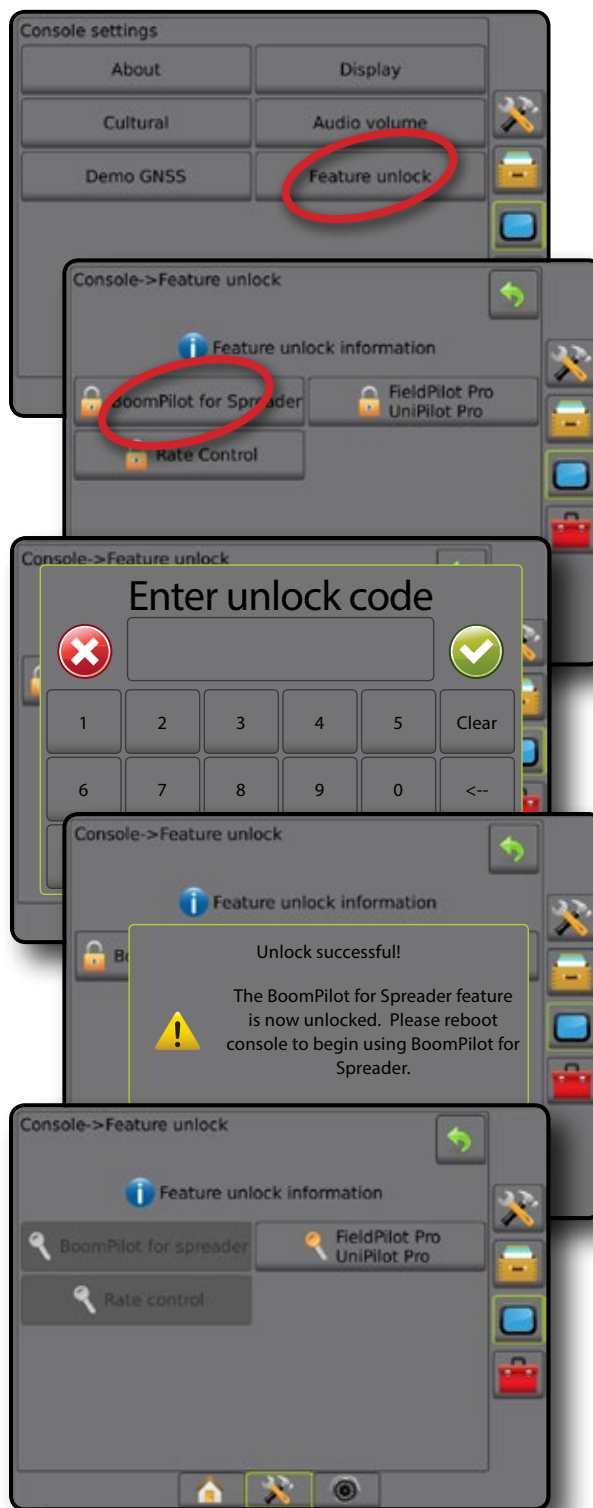 Console settings
About
Display
Cultural
Audio volume
Demo GNSS
Feature unlock
Console->Feature unlock
Feature unlock information
BoomPilot for Spreader
FieldPilot Pro
UniPilot Pro
Rate Control
Console->Feature unlock
Enter unlock code
1 2 3 4 5 Clear
6 7 8 9 0 <--
Console->Feature unlock
Feature unlock information
Unlock successful!
The BoomPilot for Spreader feature
is now unlocked. Please reboot
console to begin using BoomPilot for
Spreader.
Console->Feature unlock
Feature unlock information
BoomPilot for spreader
FieldPilot Pro
UniPilot Pro
Rate control